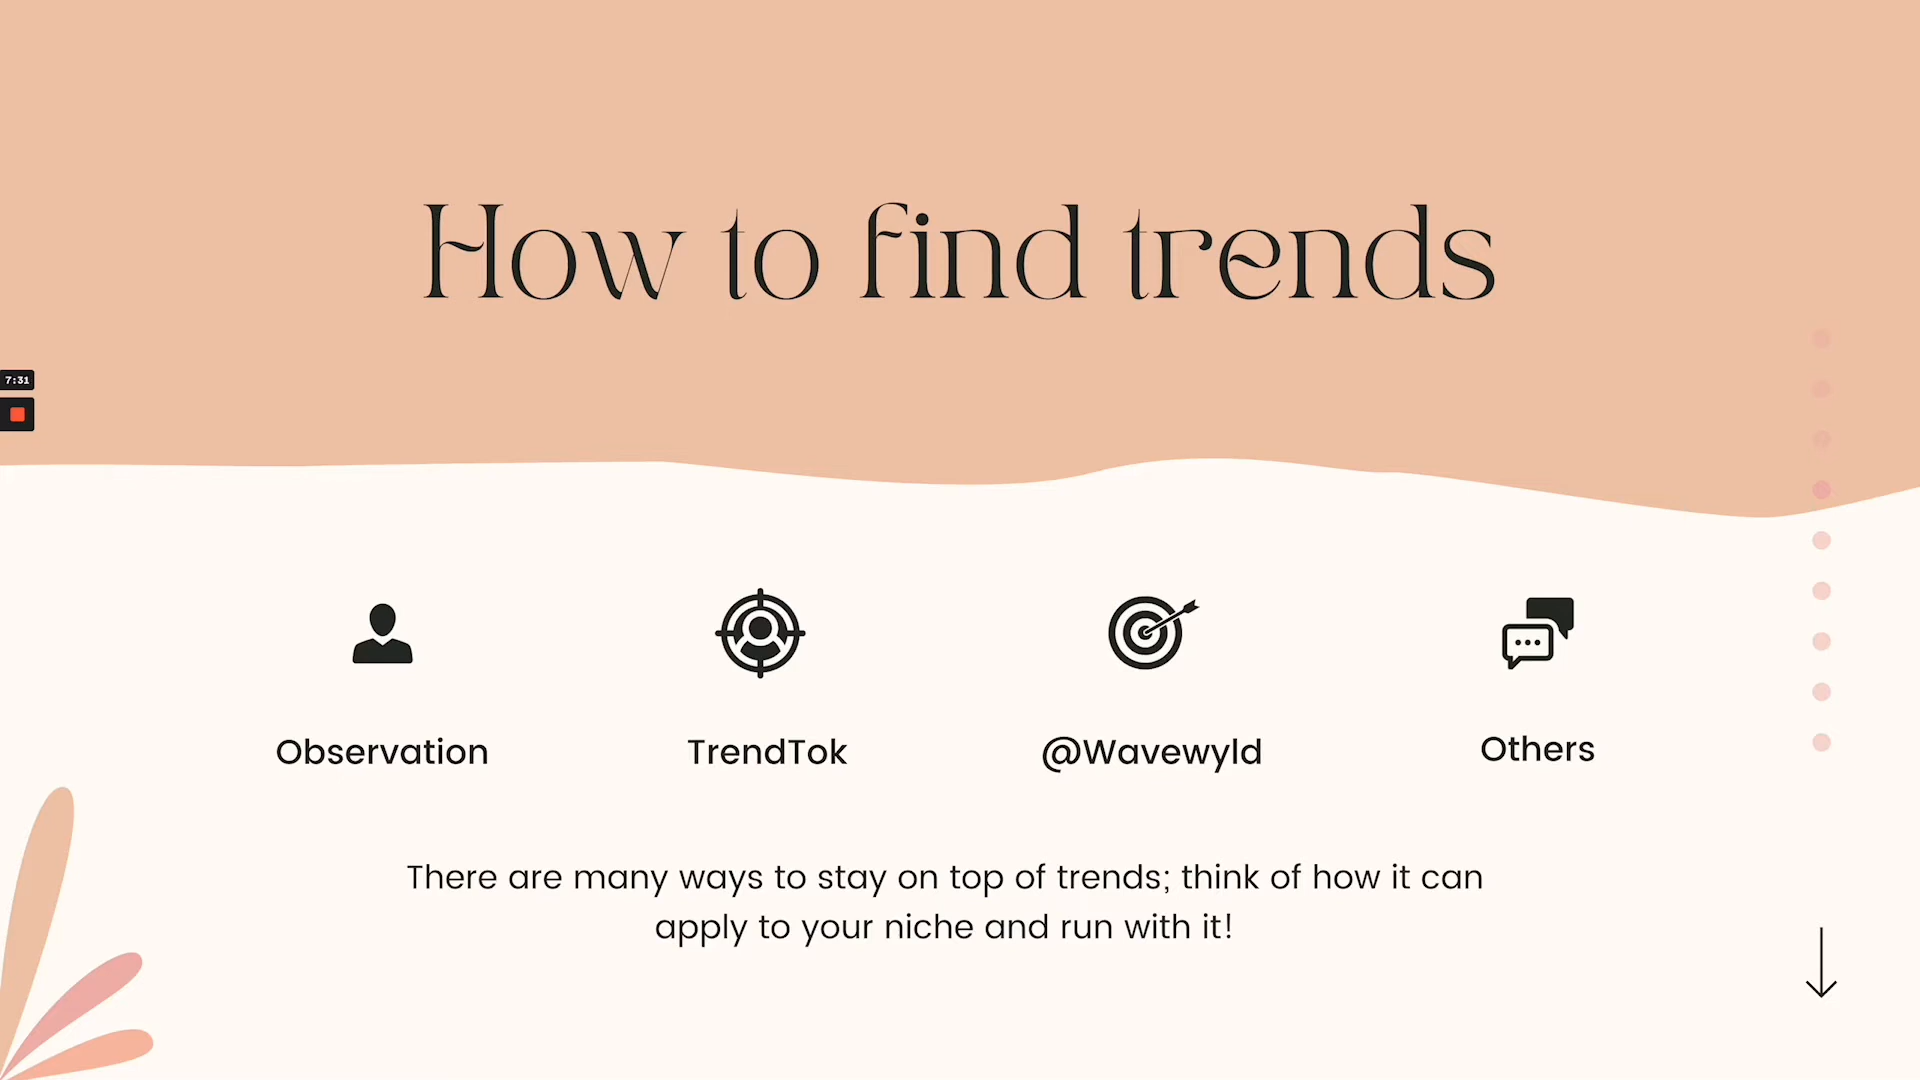 How to find trends
7:31
Observation
TrendTok
@Wavewyld
Others
There are many ways to stay on top of trends; think of how it can
apply to your niche and run with it!